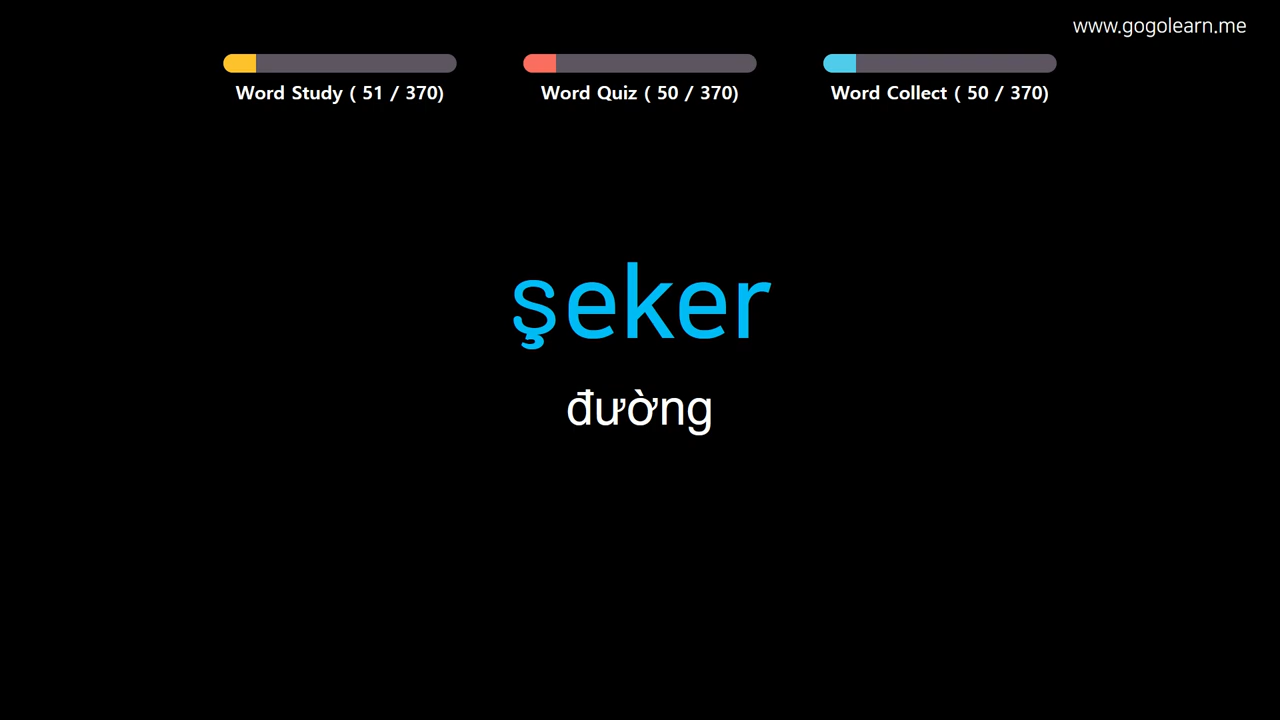 www.gogolearn.me
Word Study ( 51 / 370)
Word Quiz ( 50 / 370)
Word Collect ( 50 / 370)
şeker
đường